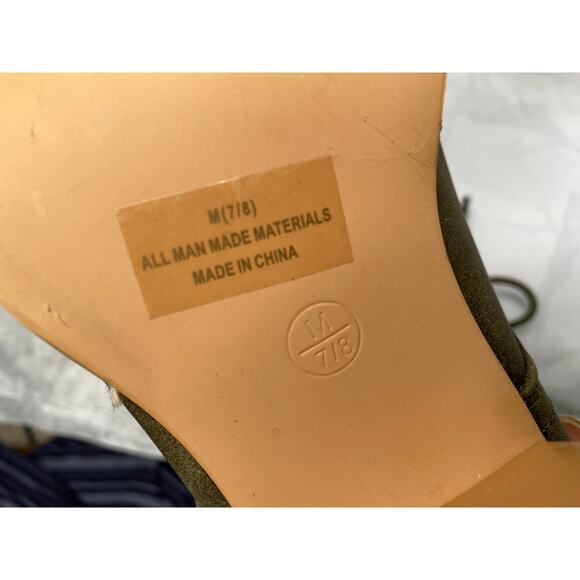 M(7/8)
ALL MAN MADE MATERIALS
MADE IN CHINA
M
7/8